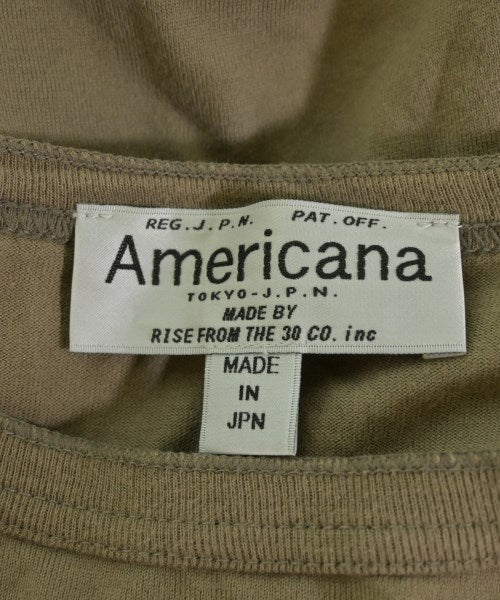 REG.J.P.N. PAT.OFF.
Americana
TOKYO-J.P.N.
MADE BY
RISE FROM THE 30 CO. inc
MADE
IN
JPN